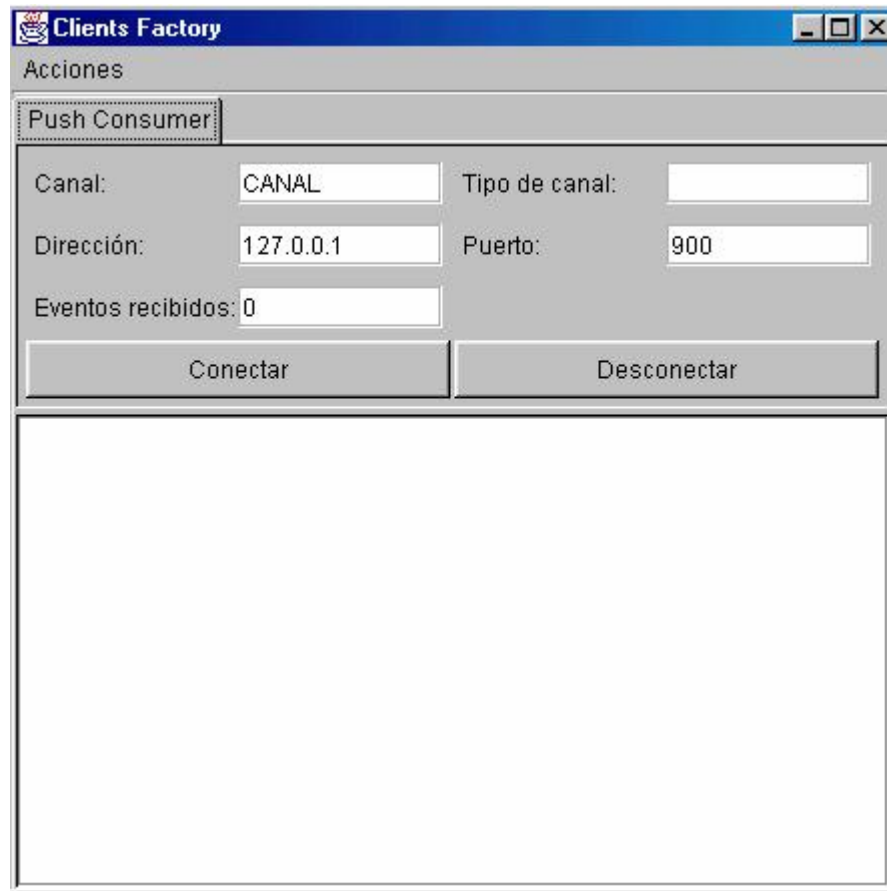 Clients Factory
Acciones
Push Consumer
Canal: CANAL Tipo de canal:
Dirección: 127.0.0.1 Puerto: 900
Eventos recibidos: 0
Conectar Desconectar